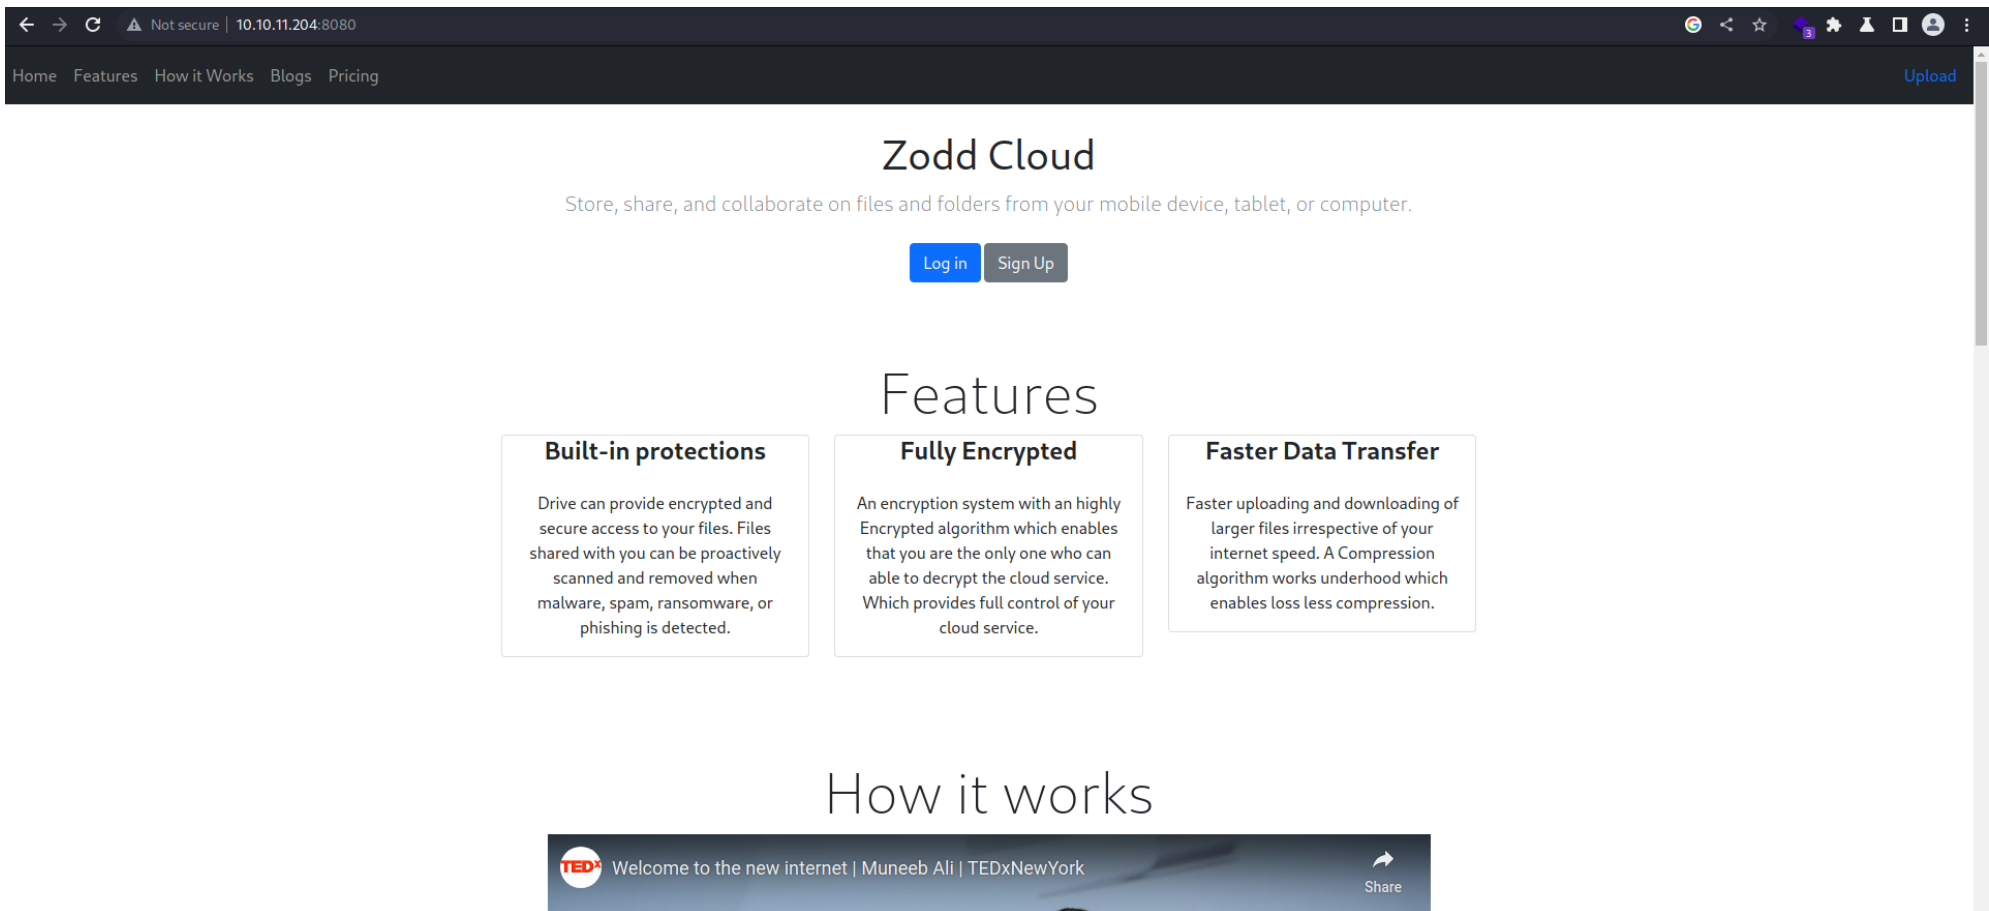 Not secure | 10.10.11.204:8080
3
Home Features How it Works Blogs Pricing Upload
Zodd Cloud
Store, share, and collaborate on files and folders from your mobile device, tablet, or computer.
Log in Sign Up
Features
Built-in protections
Drive can provide encrypted and
secure access to your files. Files
shared with you can be proactively
scanned and removed when
malware, spam, ransomware, or
phishing is detected.
Fully Encrypted
An encryption system with an highly
Encrypted algorithm which enables
that you are the only one who can
able to decrypt the cloud service.
Which provides full control of your
cloud service.
Faster Data Transfer
Faster uploading and downloading of
larger files irrespective of your
internet speed. A Compression
algorithm works underhood which
enables loss less compression.
How it works
TEDx Welcome to the new internet | Muneeb Ali | TEDxNewYork
Share